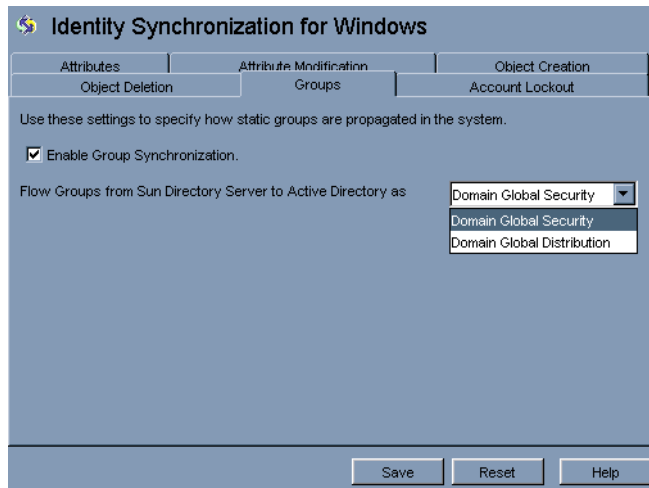 Identity Synchronization for Windows
Attributes
Attribute Modification
Object Creation
Object Deletion
Groups
Account Lockout
Use these settings to specify how static groups are propagated in the system.
Enable Group Synchronization.
Flow Groups from Sun Directory Server to Active Directory as
Domain Global Security
Domain Global Security
Domain Global Distribution
Save
Reset
Help